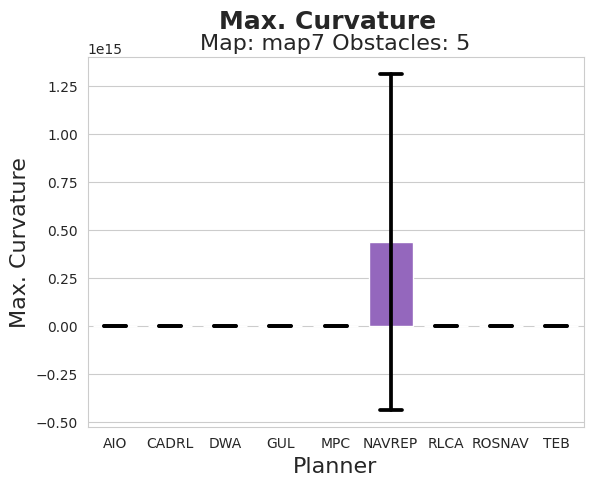 Max. Curvature
Map: map7 Obstacles: 5
1e15
1.25
1.00
0.75
0.50
0.25
0.00
−0.25
−0.50
Max. Curvature
AIO CADRL DWA GUL MPC NAVREP RLCA ROSNAV TEB
Planner